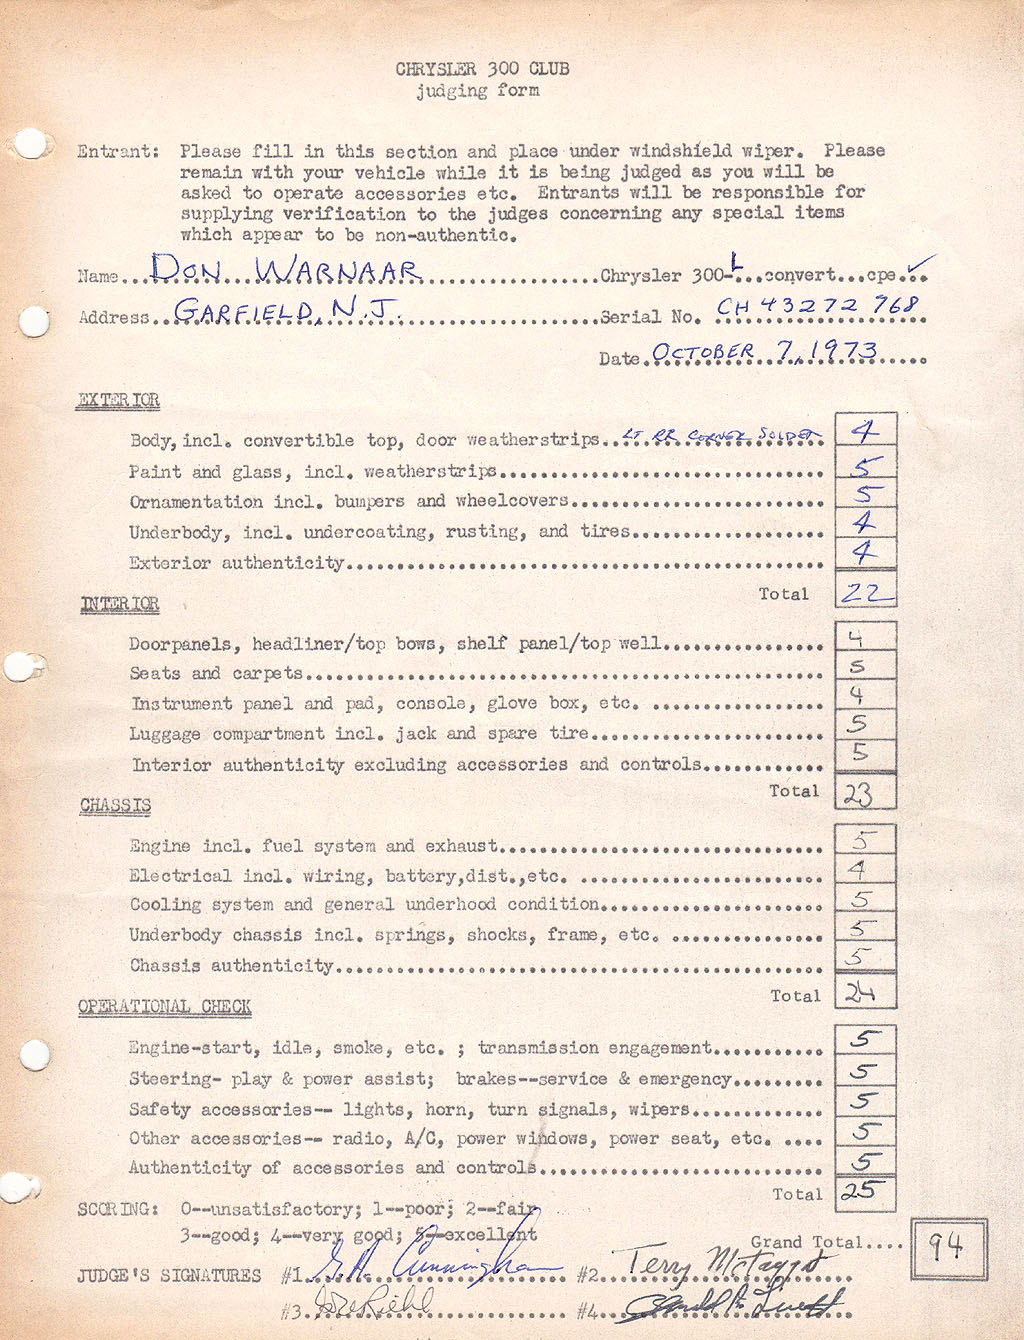 CHRYSLER 300 CLUB
judging form
Entrant: Please fill in this section and place under windshield wiper. Please
remain with your vehicle while it is being judged as you will be
asked to operate accessories etc. Entrants will be responsible for
supplying verification to the judges concerning any special items
which appear to be non-authentic.
Name...DON WARNAAR...Chrysler 300-L...convert...cpe✓..
Address..GARFIELD, N.J....Serial No. CH 43272 768
Date.OCTOBER 7, 1973.....
EXTERIOR
Body, incl. convertible top, door weatherstrips..LT RR CORNER SOLDER 4
Paint and glass, incl. weatherstrips................................ 5
Ornamentation incl. bumpers and wheelcovers......................... 5
Underbody, incl. undercoating, rusting, and tires................... 4
Exterior authenticity............................................... 4
Total 22
INTERIOR
Doorpanels, headliner/top bows, shelf panel/top well................ 4
Seats and carpets................................................... 5
Instrument panel and pad, console, glove box, etc. ................. 4
Luggage compartment incl. jack and spare tire....................... 5
Interior authenticity excluding accessories and controls............ 5
Total 23
CHASSIS
Engine incl. fuel system and exhaust................................ 5
Electrical incl. wiring, battery,dist.,etc. ........................ 4
Cooling system and general underhood condition...................... 5
Underbody chassis incl. springs, shocks, frame, etc. ............... 5
Chassis authenticity................................................ 5
Total 24
OPERATIONAL CHECK
Engine-start, idle, smoke, etc. ; transmission engagement........... 5
Steering- play & power assist; brakes--service & emergency......... 5
Safety accessories-- lights, horn, turn signals, wipers............. 5
Other accessories-- radio, A/C, power windows, power seat, etc. .... 5
Authenticity of accessories and controls............................ 5
Total 25
SCORING: 0--unsatisfactory; 1--poor; 2--fair
3--good; 4--very good; 5--excellent
Grand Total.... 94
JUDGE'S SIGNATURES #1. G.A. Cunningham #2. Terry McTaggst
#3. Riehl #4.